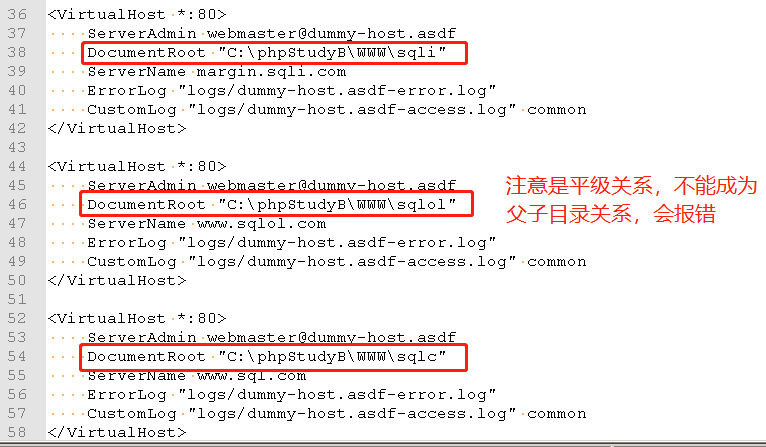 36 <VirtualHost *:80>
37 ServerAdmin webmaster@dummy-host.asdf
38 DocumentRoot "C:\phpStudyB\WWW\sqli"
39 ServerName margin.sqli.com
40 ErrorLog "logs/dummy-host.asdf-error.log"
41 CustomLog "logs/dummy-host.asdf-access.log" common
42 </VirtualHost>
43
44 <VirtualHost *:80>
45 ServerAdmin webmaster@dummy-host.asdf
46 DocumentRoot "C:\phpStudyB\WWW\sqlol"
47 ServerName www.sqlol.com
48 ErrorLog "logs/dummy-host.asdf-error.log"
49 CustomLog "logs/dummy-host.asdf-access.log" common
50 </VirtualHost>
51
52 <VirtualHost *:80>
53 ServerAdmin webmaster@dummy-host.asdf
54 DocumentRoot "C:\phpStudyB\WWW\sqlc"
55 ServerName www.sql.com
56 ErrorLog "logs/dummy-host.asdf-error.log"
57 CustomLog "logs/dummy-host.asdf-access.log" common
58 </VirtualHost>
注意是平级关系，不能成为
父子目录关系，会报错